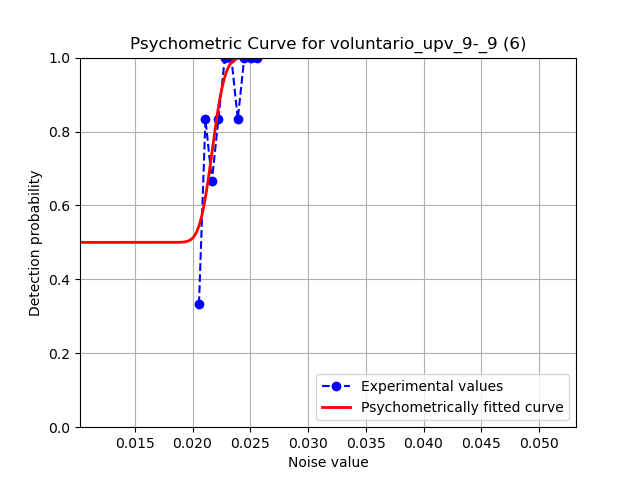 Psychometric Curve for voluntario_upv_9-_9 (6)
1.0
0.8
0.6
0.4
0.2
0.0
Detection probability
Experimental values
Psychometrically fitted curve
0.015 0.020 0.025 0.030 0.035 0.040 0.045 0.050
Noise value